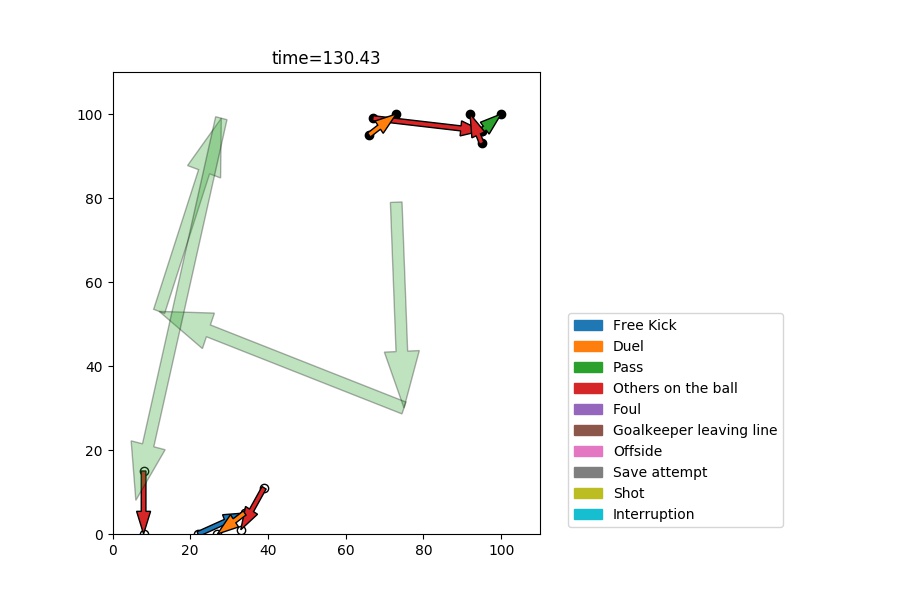 time=130.43
100
80
60
40
20
0
0 20 40 60 80 100
Free Kick
Duel
Pass
Others on the ball
Foul
Goalkeeper leaving line
Offside
Save attempt
Shot
Interruption